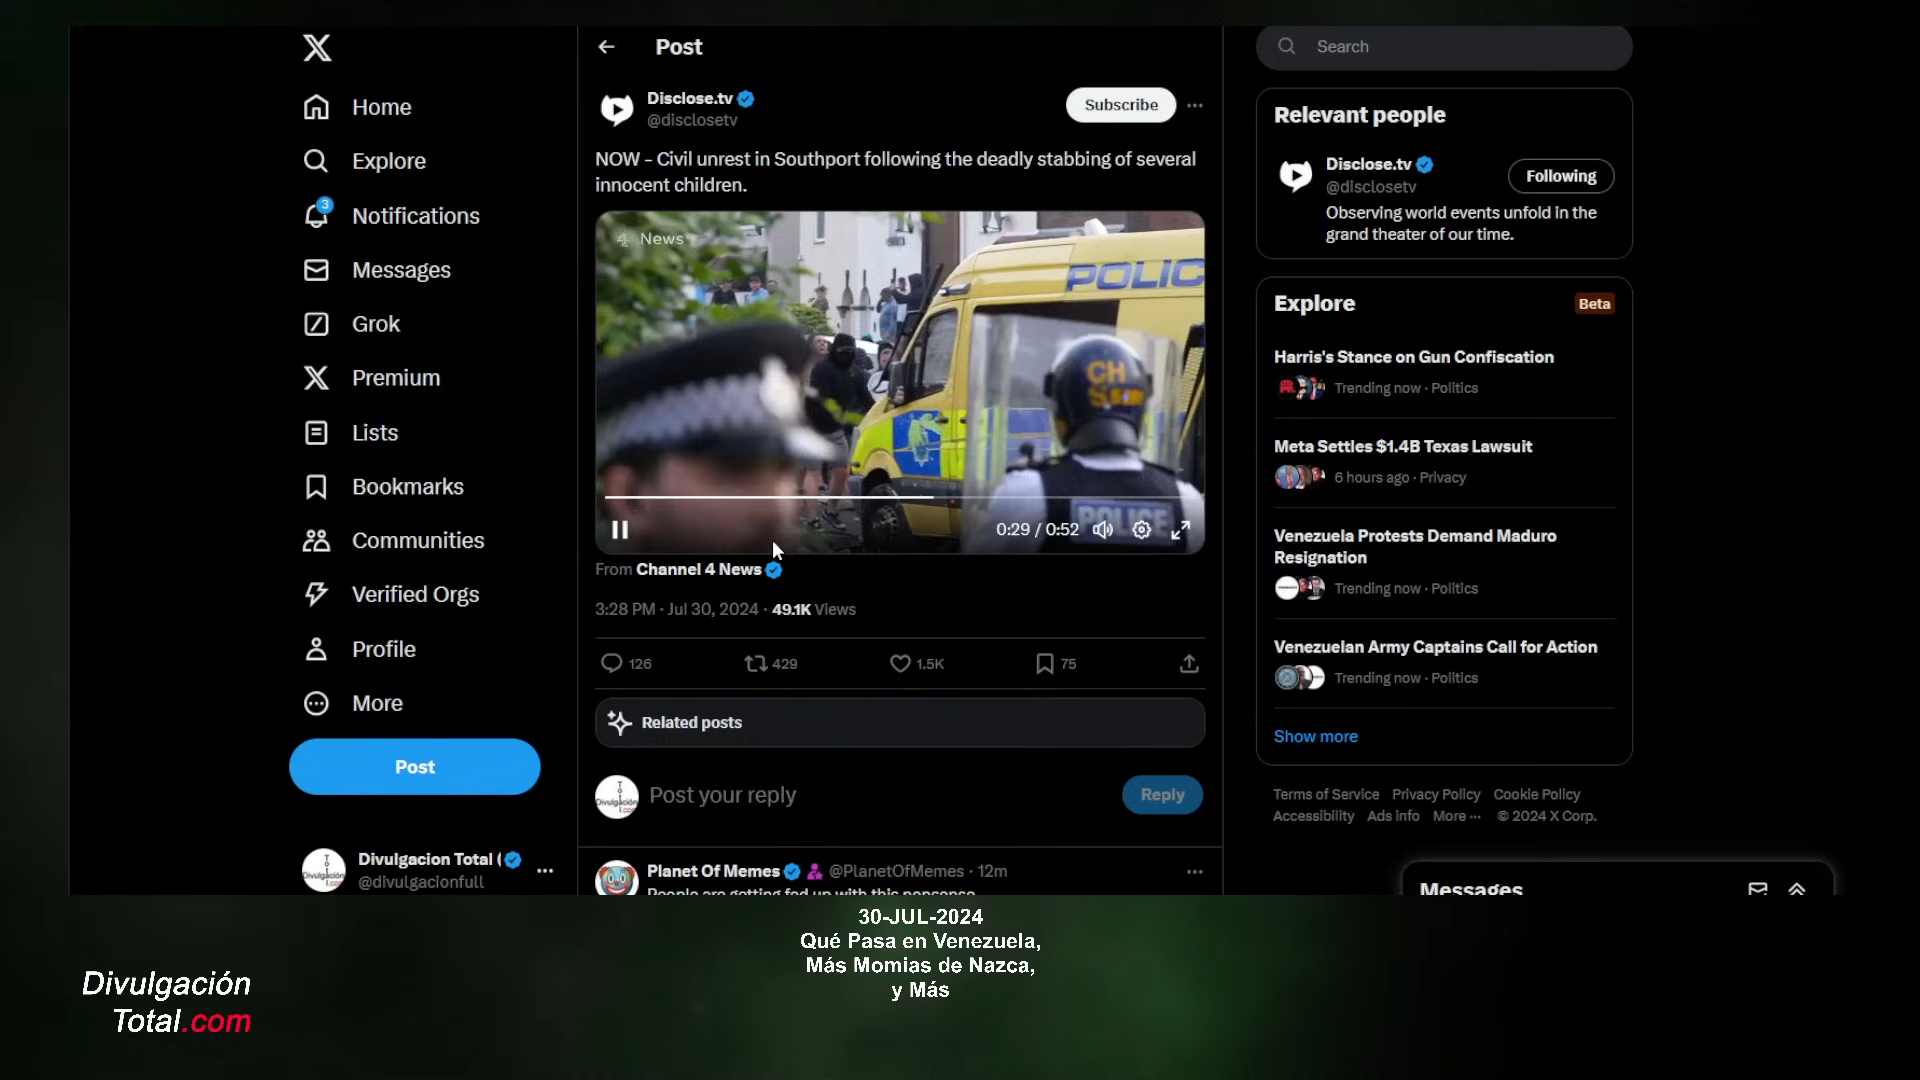 Home
Explore
3
Notifications
Messages
Grok
Premium
Lists
Bookmarks
Communities
Verified Orgs
Profile
More
Post
Divulgacion Total (
@divulgacionfull
Post
Disclose.tv
@disclosetv
Subscribe
NOW - Civil unrest in Southport following the deadly stabbing of several
innocent children.
4 News
POLIC
CH
POLICE
0:29 / 0:52
From Channel 4 News
3:28 PM · Jul 30, 2024 · 49.1K Views
126
429
1.5K
75
Related posts
Post your reply
Reply
Planet Of Memes @PlanetOfMemes · 12m
People are getting fed up with this nonsense
Search
Relevant people
Disclose.tv
@disclosetv
Following
Observing world events unfold in the
grand theater of our time.
Explore
Beta
Harris's Stance on Gun Confiscation
Trending now · Politics
Meta Settles $1.4B Texas Lawsuit
6 hours ago · Privacy
Venezuela Protests Demand Maduro
Resignation
Trending now · Politics
Venezuelan Army Captains Call for Action
Trending now · Politics
Show more
Terms of Service Privacy Policy Cookie Policy
Accessibility Ads info More ··· © 2024 X Corp.
Messages
30-JUL-2024
Qué Pasa en Venezuela,
Más Momias de Nazca,
y Más
Divulgación
Total.com